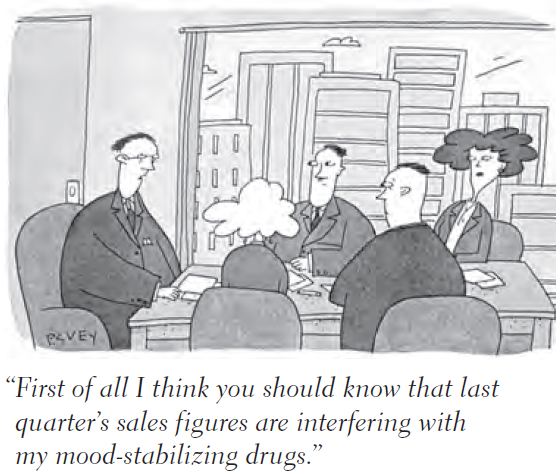 P.C.VEY
“First of all I think you should know that last
quarter’s sales figures are interfering with
my mood-stabilizing drugs.”